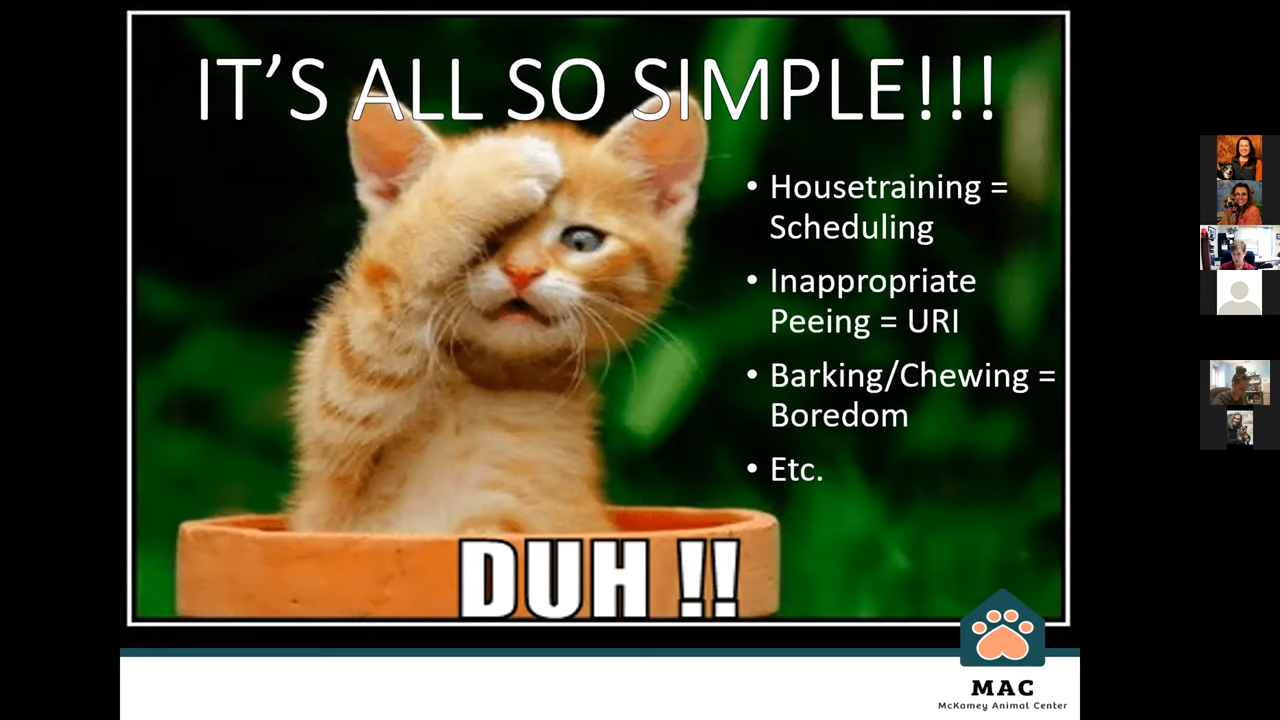 IT'S ALL SO SIMPLE!!!
• Housetraining =
Scheduling
• Inappropriate
Peeing = URI
• Barking/Chewing =
Boredom
• Etc.
DUH !!
MAC
McKamey Animal Center